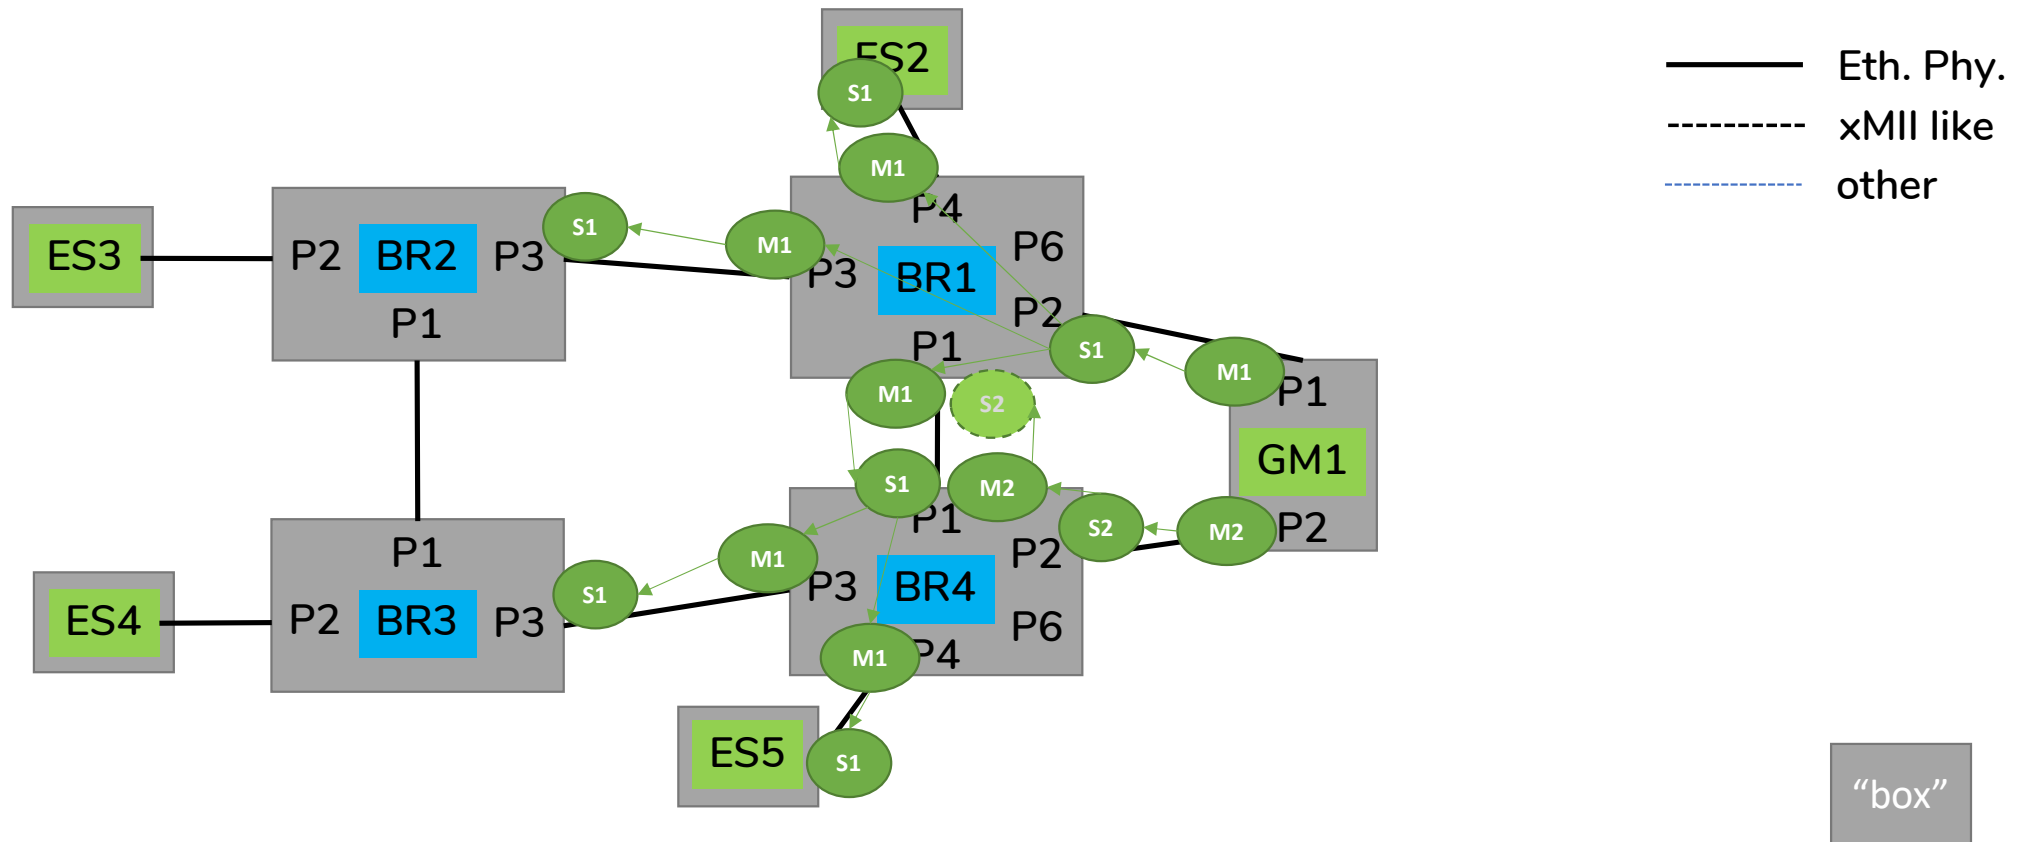 ES2
S1
M1
P4
Eth. Phy.
xMII like
other
ES3
P2
BR2
P3
S1
P1
M1
P3
BR1
P6
P2
P1
S1
M1
P1
GM1
P2
M1
S2
S1
M2
P1
S2
M2
P2
M1
P3
BR4
P6
M1
P4
P1
P2
BR3
P3
S1
ES4
ES5
S1
“box”